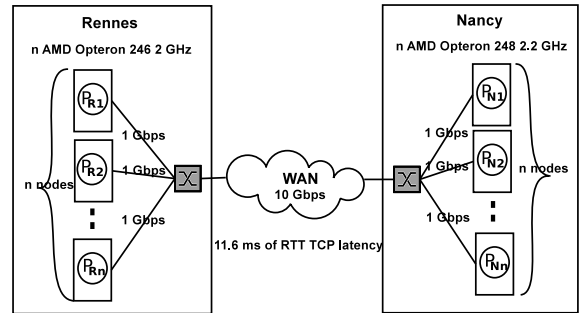 Rennes
n AMD Opteron 246 2 GHz
PR1
1 Gbps
PR2
1 Gbps
n nodes
1 Gbps
PRn
WAN
10 Gbps
11.6 ms of RTT TCP latency
Nancy
n AMD Opteron 248 2.2 GHz
PN1
1 Gbps
PN2
1 Gbps
n nodes
1 Gbps
PNn